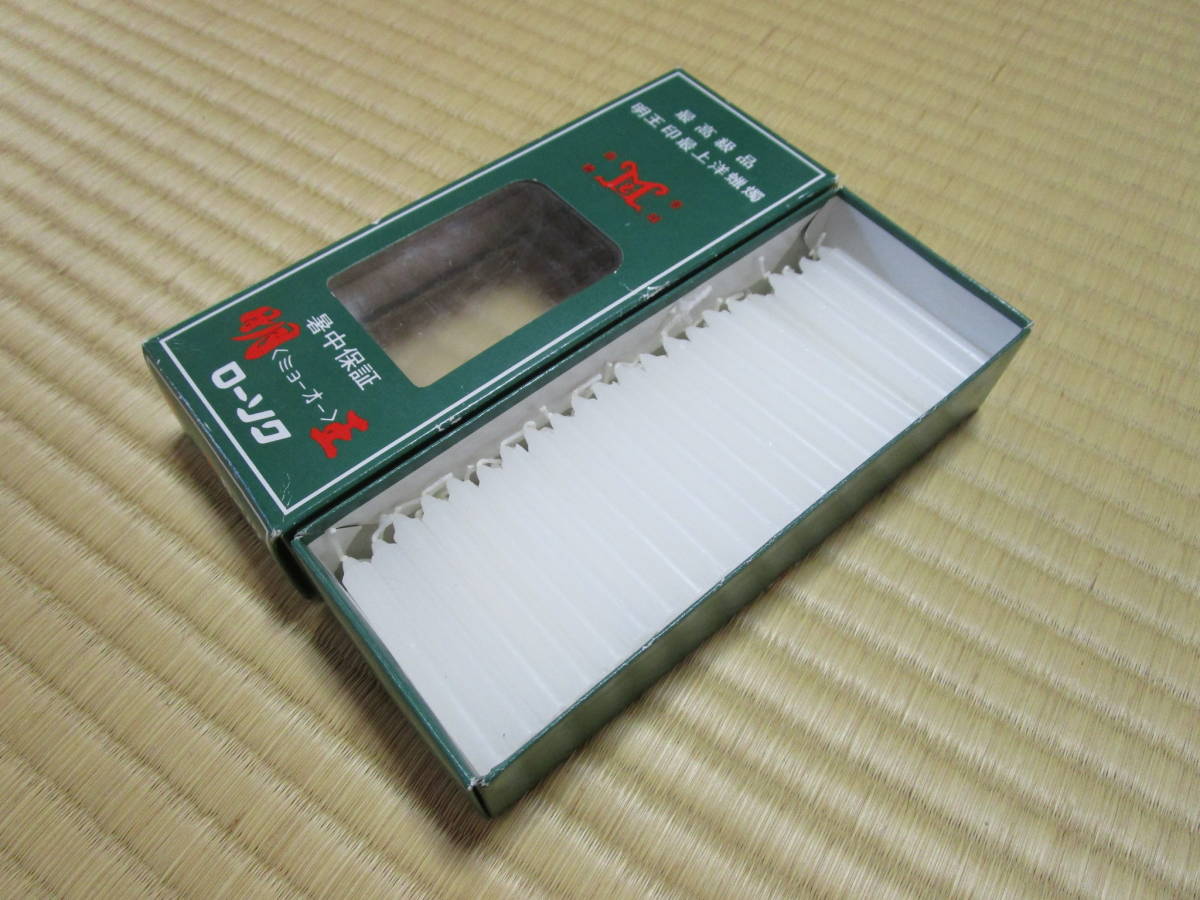 最高級品
明王印最上洋蠟燭
暑中保証
明<ミョーオー>王
ローソク